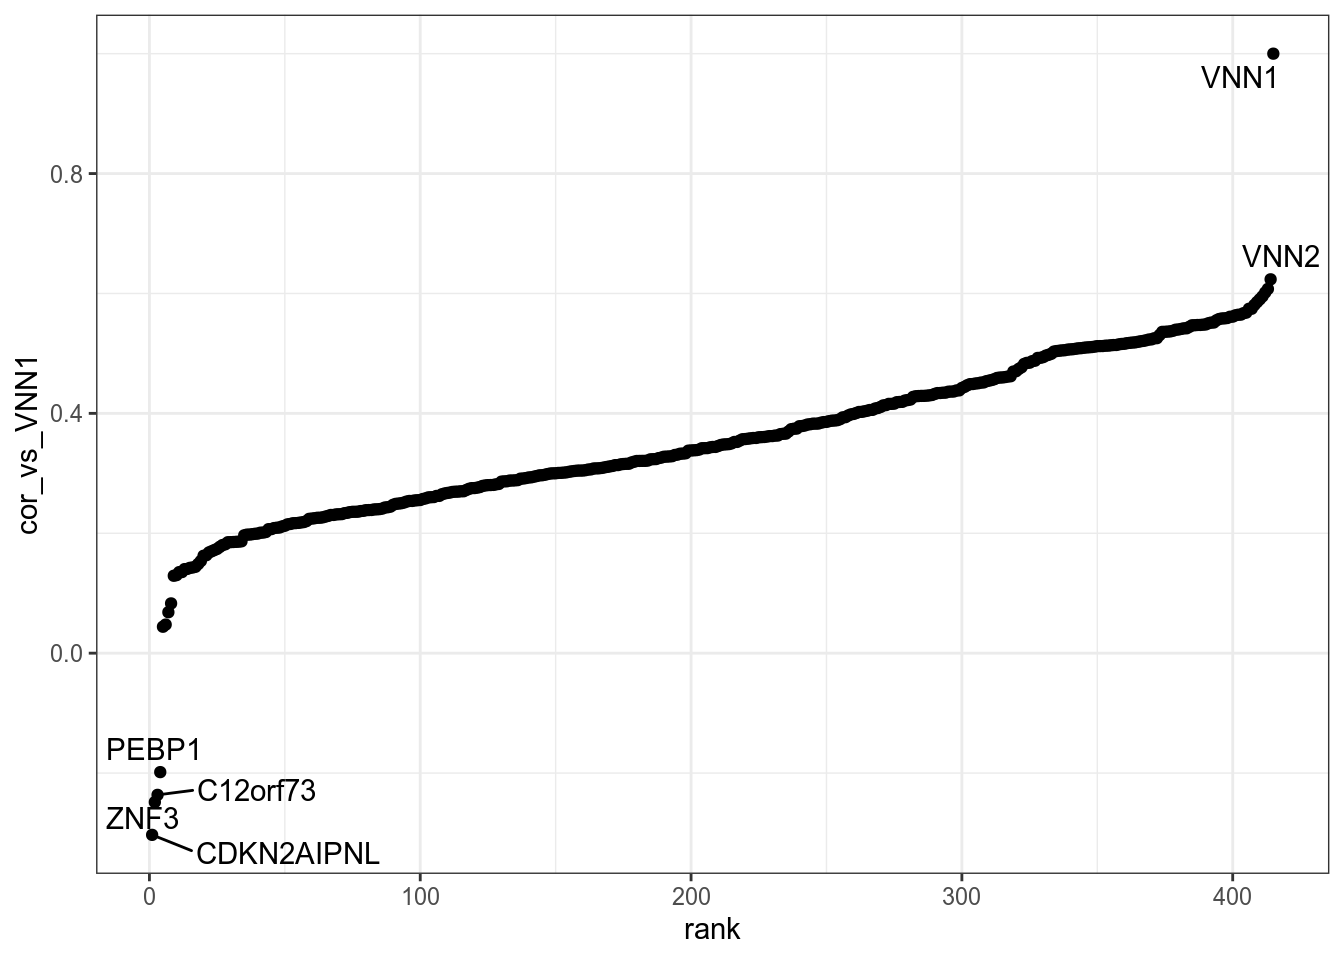 VNN1
0.8
VNN2
cor_vs_VNN1
0.4
0.0
PEBP1
C12orf73
ZNF3
CDKN2AIPNL
0 100 200 300 400
rank